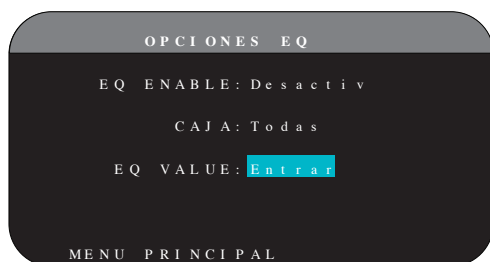 OPCIONES EQ
EQ ENABLE: Desactiv
CAJA: Todas
EQ VALUE: Entrar
MENU PRINCIPAL